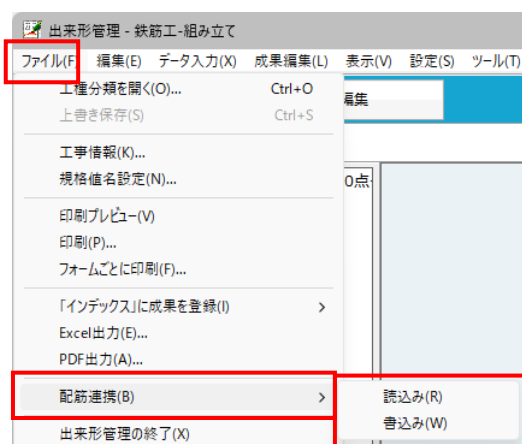 出来形管理 - 鉄筋工-組み立て
ファイル(F) 編集(E) データ入力(X) 成果編集(L) 表示(V) 設定(S) ツール(T)
工種分類を開く(O)... Ctrl+O
編集
上書き保存(S) Ctrl+S
工事情報(K)...
規格値名設定(N)...
0点
印刷プレビュー(V)
印刷(P)...
フォームごとに印刷(F)...
「インデックス」に成果を登録(I) >
Excel出力(E)...
PDF出力(A)...
配筋連携(B) >
読込み(R)
書込み(W)
出来形管理の終了(X)